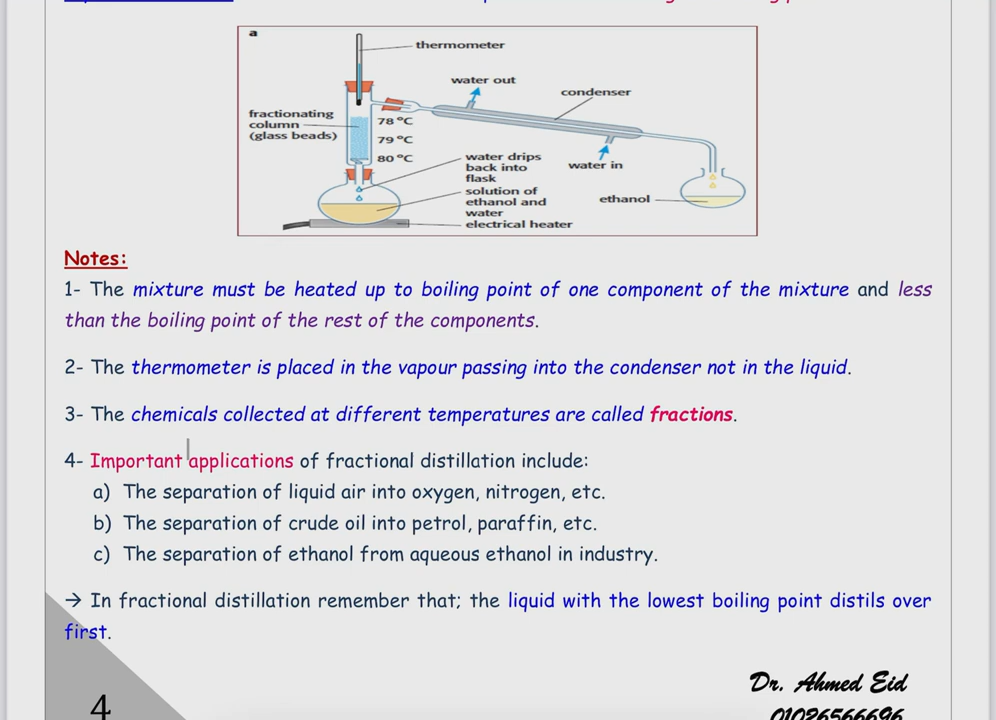 a
thermometer
water out
condenser
fractionating
column
(glass beads)
78 °C
79 °C
80 °C
water drips
back into
flask
water in
solution of
ethanol and
water
ethanol
electrical heater
Notes:
1- The mixture must be heated up to boiling point of one component of the mixture and less
than the boiling point of the rest of the components.
2- The thermometer is placed in the vapour passing into the condenser not in the liquid.
3- The chemicals collected at different temperatures are called fractions.
4- Important applications of fractional distillation include:
a) The separation of liquid air into oxygen, nitrogen, etc.
b) The separation of crude oil into petrol, paraffin, etc.
c) The separation of ethanol from aqueous ethanol in industry.
→ In fractional distillation remember that; the liquid with the lowest boiling point distils over
first.
Dr. Ahmed Eid
4
01026566696